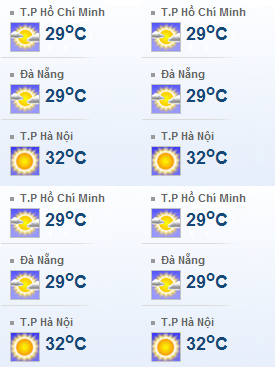 T.P Hồ Chí Minh T.P Hồ Chí Minh
29°C 29°C
Đà Nẵng Đà Nẵng
29°C 29°C
T.P Hà Nội T.P Hà Nội
32°C 32°C
T.P Hồ Chí Minh T.P Hồ Chí Minh
29°C 29°C
Đà Nẵng Đà Nẵng
29°C 29°C
T.P Hà Nội T.P Hà Nội
32°C 32°C